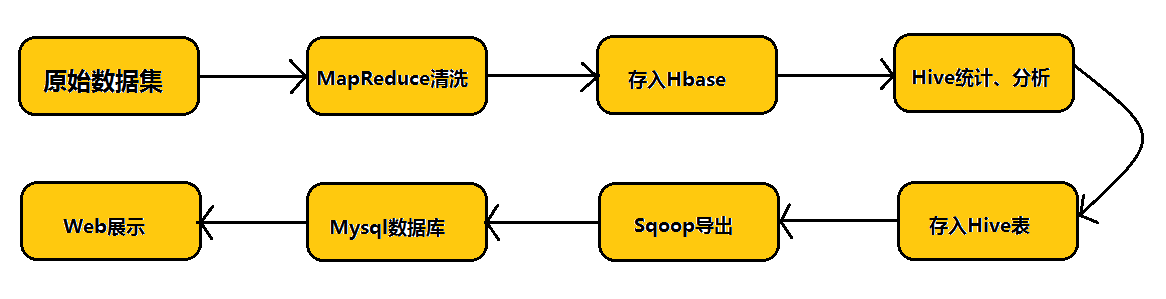 原始数据集
MapReduce清洗
存入Hbase
Hive统计、分析
存入Hive表
Sqoop导出
Mysql数据库
Web展示